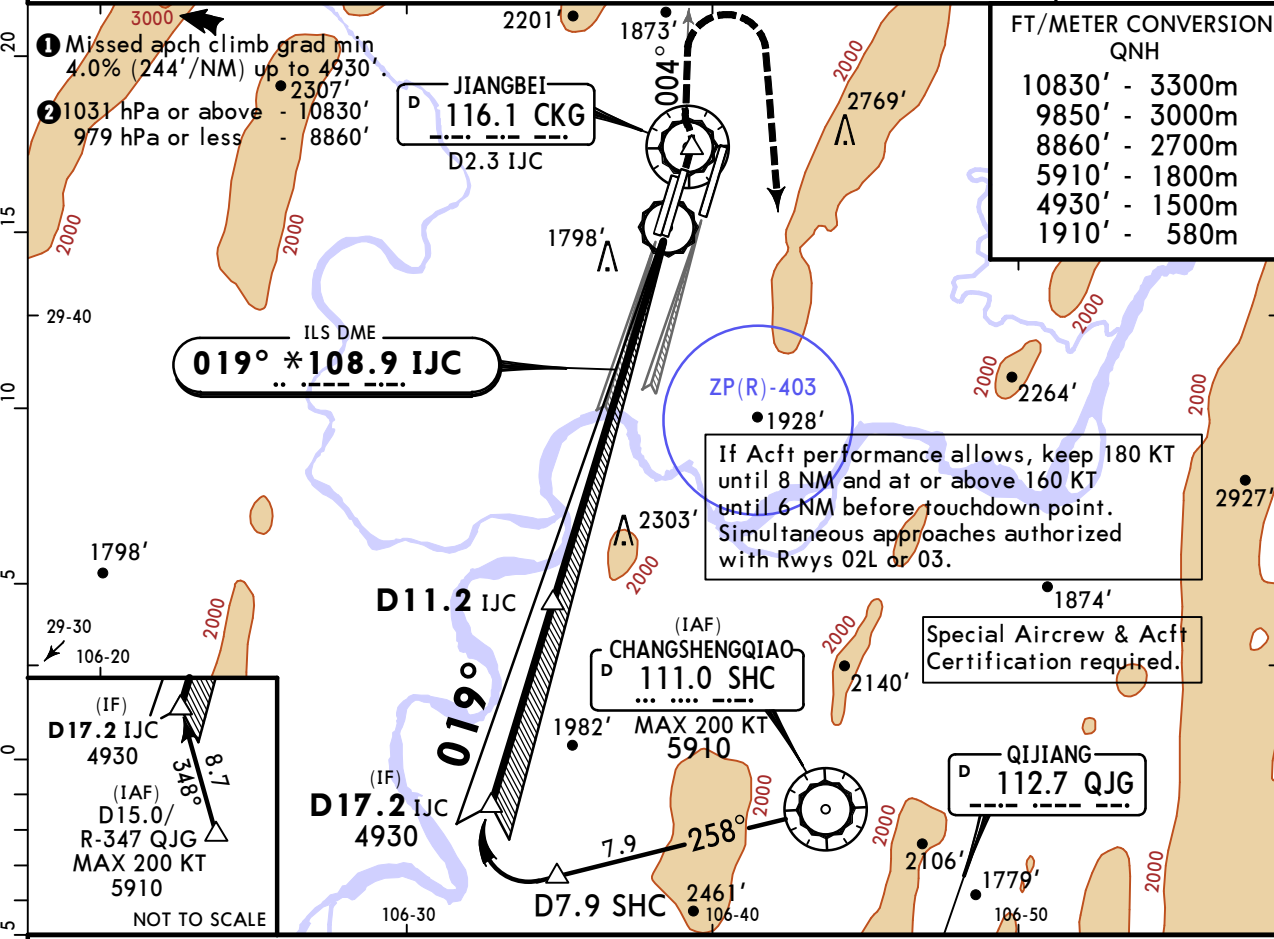 3000
❶ Missed apch climb grad min
4.0% (244'/NM) up to 4930'.
2307'
❷ 1031 hPa or above - 10830'
979 hPa or less - 8860'
2201'
1873'
004°
JIANGBEI
D 116.1 CKG
D2.3 IJC
2000
2769'
FT/METER CONVERSION
QNH
10830' - 3300m
9850' - 3000m
8860' - 2700m
5910' - 1800m
4930' - 1500m
1910' - 580m
20
15
10
5
0
5
2000
2000
1798'
29-40
ILS DME
019° *108.9 IJC
2000
ZP(R)-403
1928'
2000
2264'
2000
If Acft performance allows, keep 180 KT
until 8 NM and at or above 160 KT
until 6 NM before touchdown point.
Simultaneous approaches authorized
with Rwys 02L or 03.
2927'
2303'
2000
1798'
D11.2 IJC
1874'
2000
29-30
106-20
(IAF)
CHANGSHENGQIAO
D 111.0 SHC
MAX 200 KT
5910
2000
2140'
Special Aircrew & Acft
Certification required.
019°
1982'
(IF)
D17.2 IJC
4930
8.7
348°
(IAF)
D15.0/
R-347 QJG
MAX 200 KT
5910
NOT TO SCALE
(IF)
D17.2 IJC
4930
QIJIANG
D 112.7 QJG
2000
258°
7.9
D7.9 SHC
2461'
2000
2106'
1779'
2000
106-30
106-40
106-50